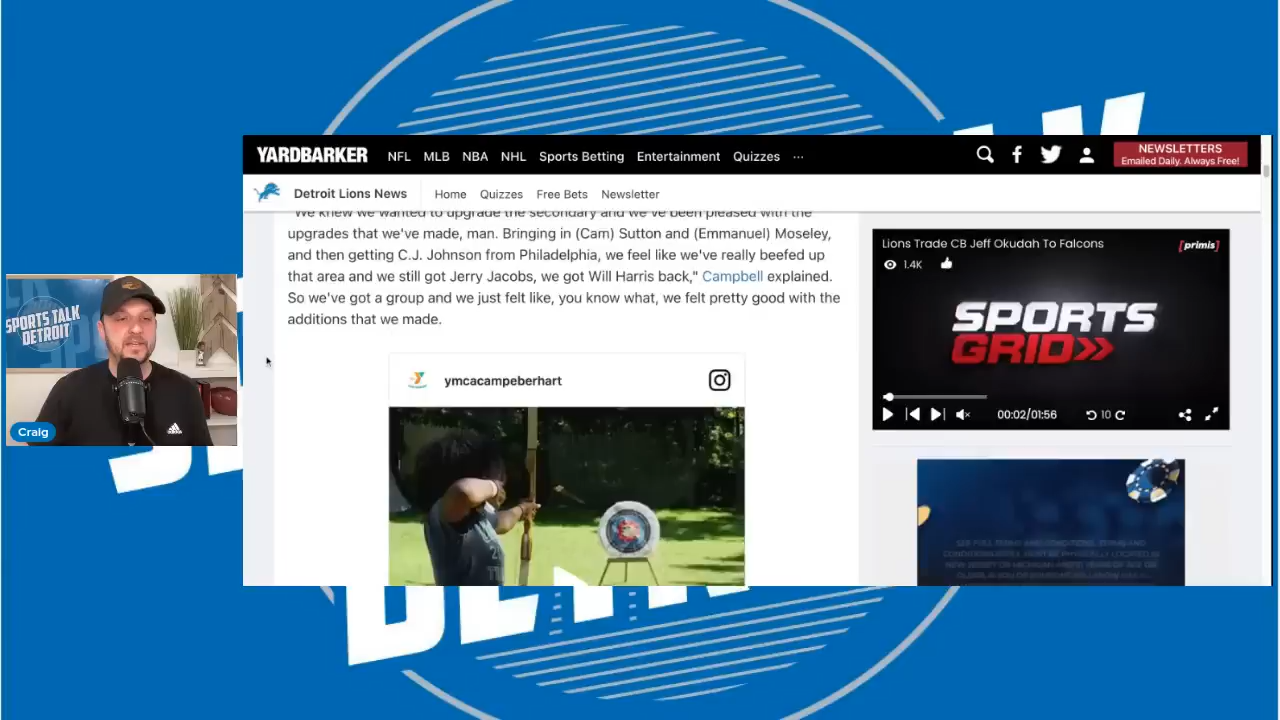 YARDBARKER NFL MLB NBA NHL Sports Betting Entertainment Quizzes ...
NEWSLETTERS
Emailed Daily. Always Free!
Detroit Lions News Home Quizzes Free Bets Newsletter
"We knew we wanted to upgrade the secondary and we've been pleased with the
upgrades that we've made, man. Bringing in (Cam) Sutton and (Emmanuel) Moseley,
and then getting C.J. Johnson from Philadelphia, we feel like we've really beefed up
that area and we still got Jerry Jacobs, we got Will Harris back," Campbell explained.
So we've got a group and we just felt like, you know what, we felt pretty good with the
additions that we made.
ymcacampeberhart
Lions Trade CB Jeff Okudah To Falcons
[primis]
1.4K
SPORTS
GRID>>
00:02/01:56
10
SPORTS TALK
DETROIT
Craig